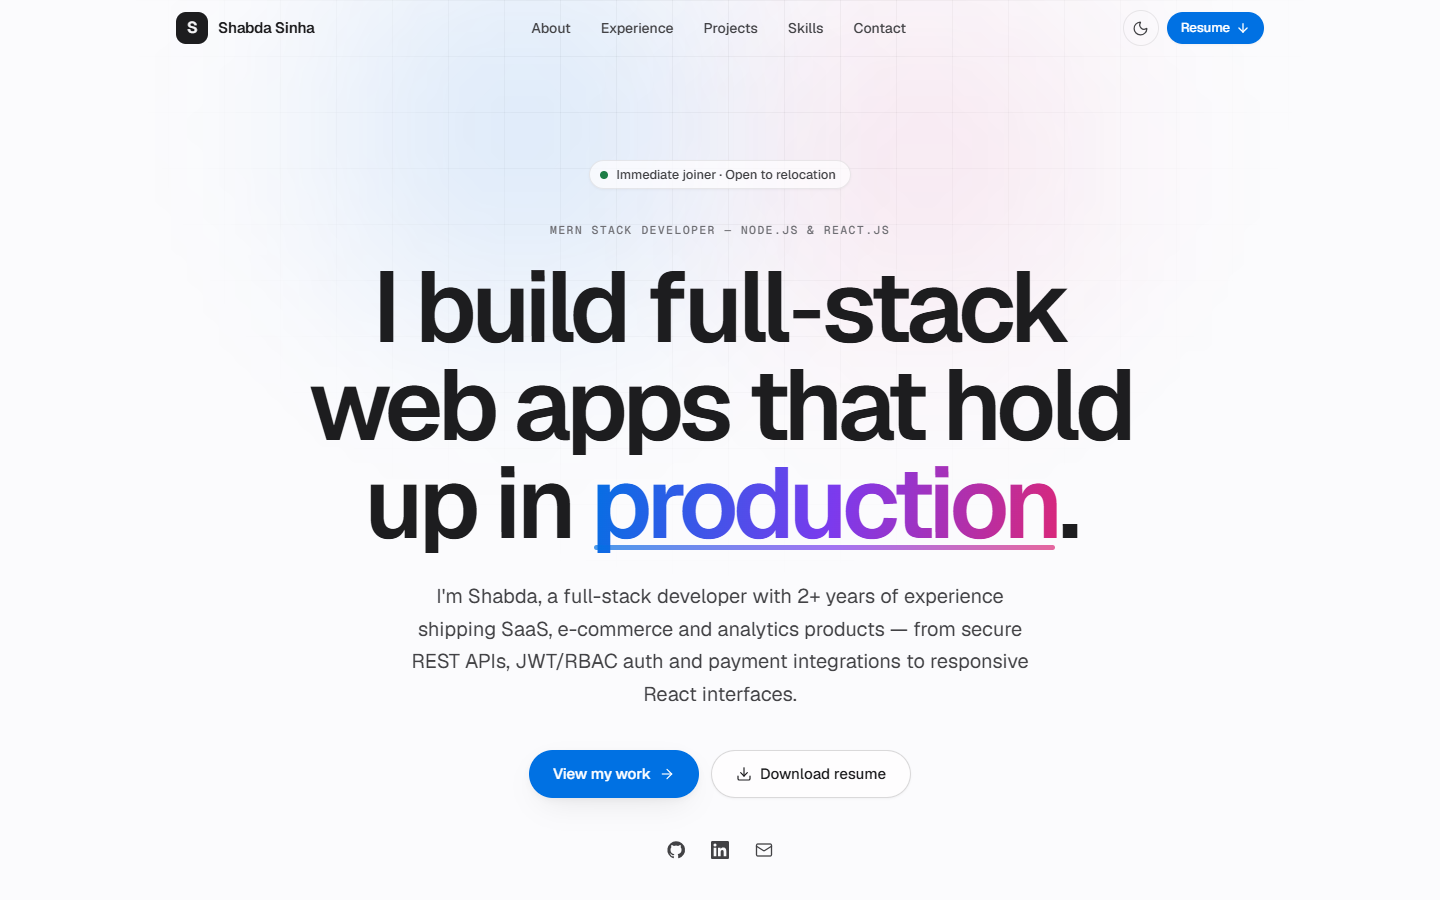 S Shabda Sinha About Experience Projects Skills Contact Resume
Immediate joiner · Open to relocation
MERN STACK DEVELOPER — NODE.JS & REACT.JS
I build full-stack
web apps that hold
up in production.
I'm Shabda, a full-stack developer with 2+ years of experience
shipping SaaS, e-commerce and analytics products — from secure
REST APIs, JWT/RBAC auth and payment integrations to responsive
React interfaces.
View my work Download resume